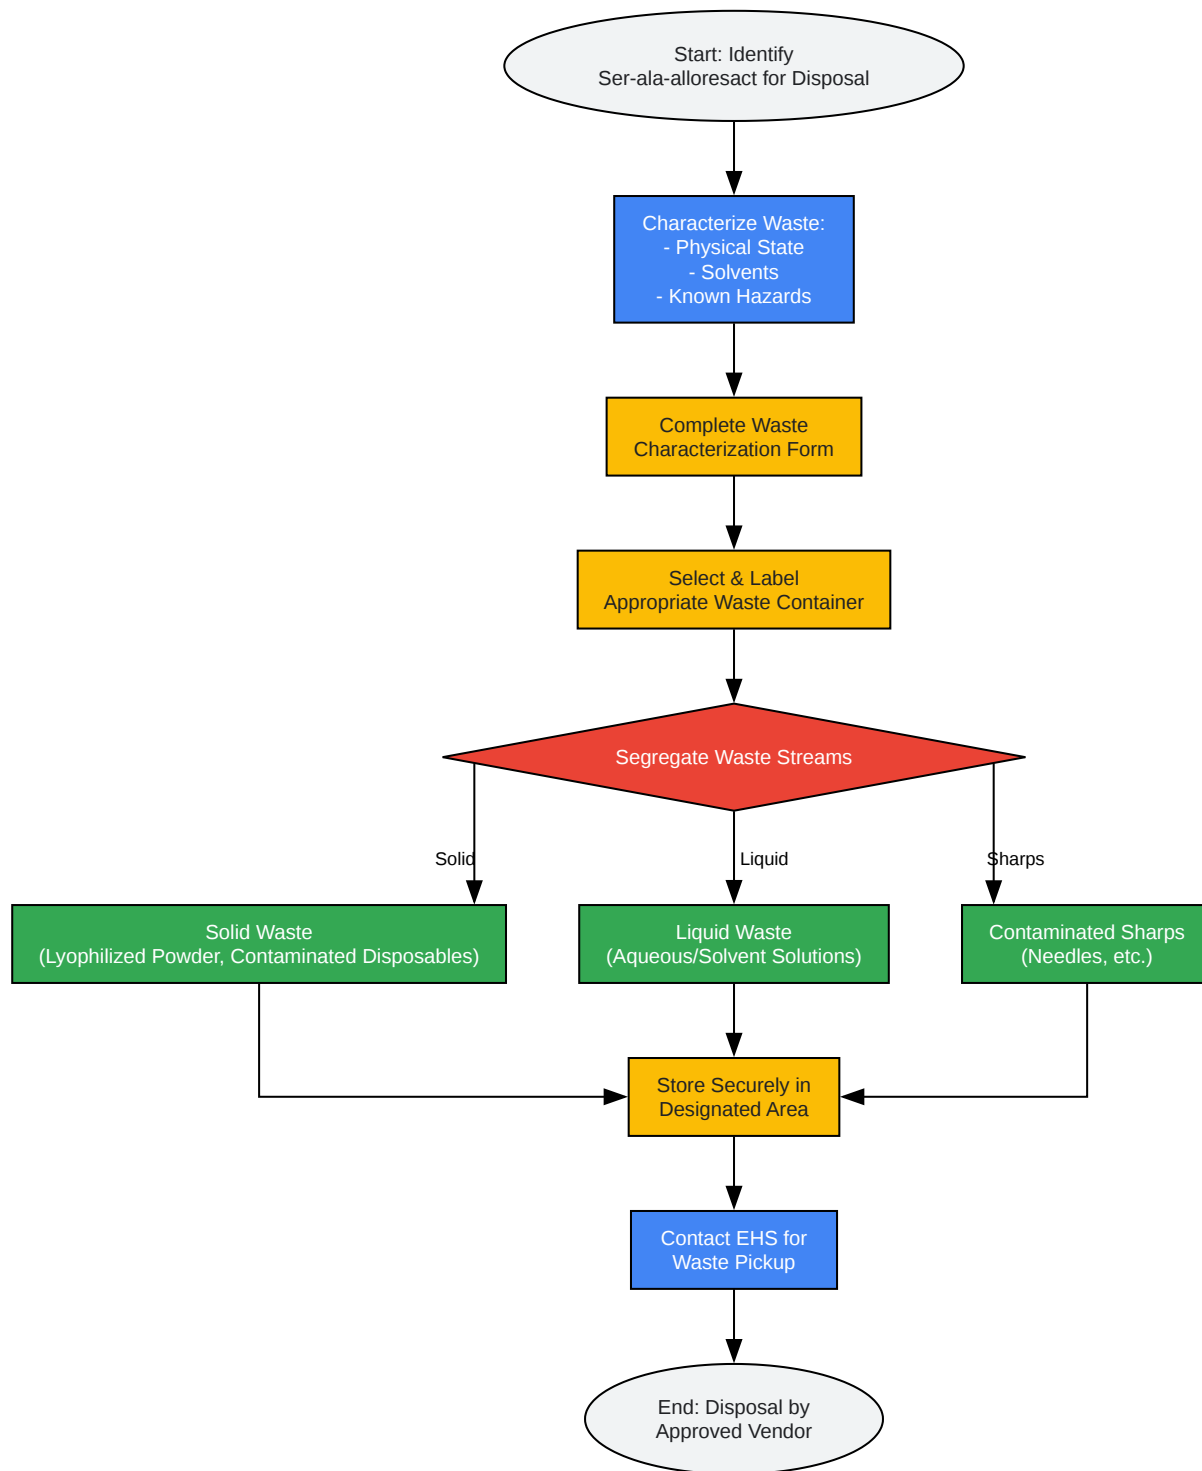 Start: Identify
Ser-ala-alloresact for Disposal
Characterize Waste:
- Physical State
- Solvents
- Known Hazards
Complete Waste
Characterization Form
Select & Label
Appropriate Waste Container
Segregate Waste Streams
Solid
Liquid
Sharps
Solid Waste
(Lyophilized Powder, Contaminated Disposables)
Liquid Waste
(Aqueous/Solvent Solutions)
Contaminated Sharps
(Needles, etc.)
Store Securely in
Designated Area
Contact EHS for
Waste Pickup
End: Disposal by
Approved Vendor